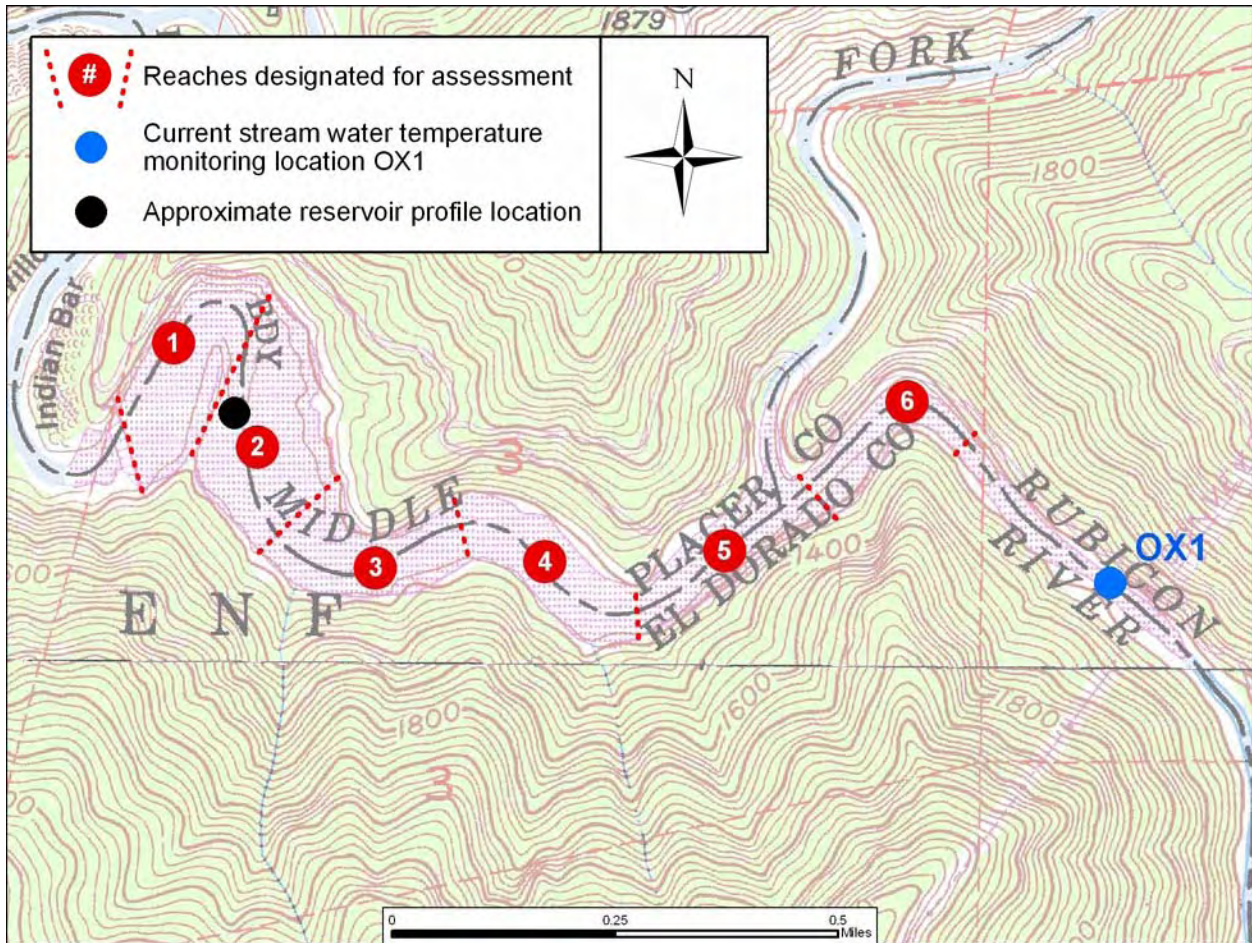 1879
#
Reaches designated for assessment
Current stream water temperature
monitoring location OX1
Approximate reservoir profile location
N
FORK
1800
Indian Bar
BDY
1
2
3
MIDDLE
3
4
5
6
PLACER CO
EL DORADO CO
1400
RUBICON
RIVER
OX1
E N F
1800
1600
1800
3
0
0.25
0.5
Miles